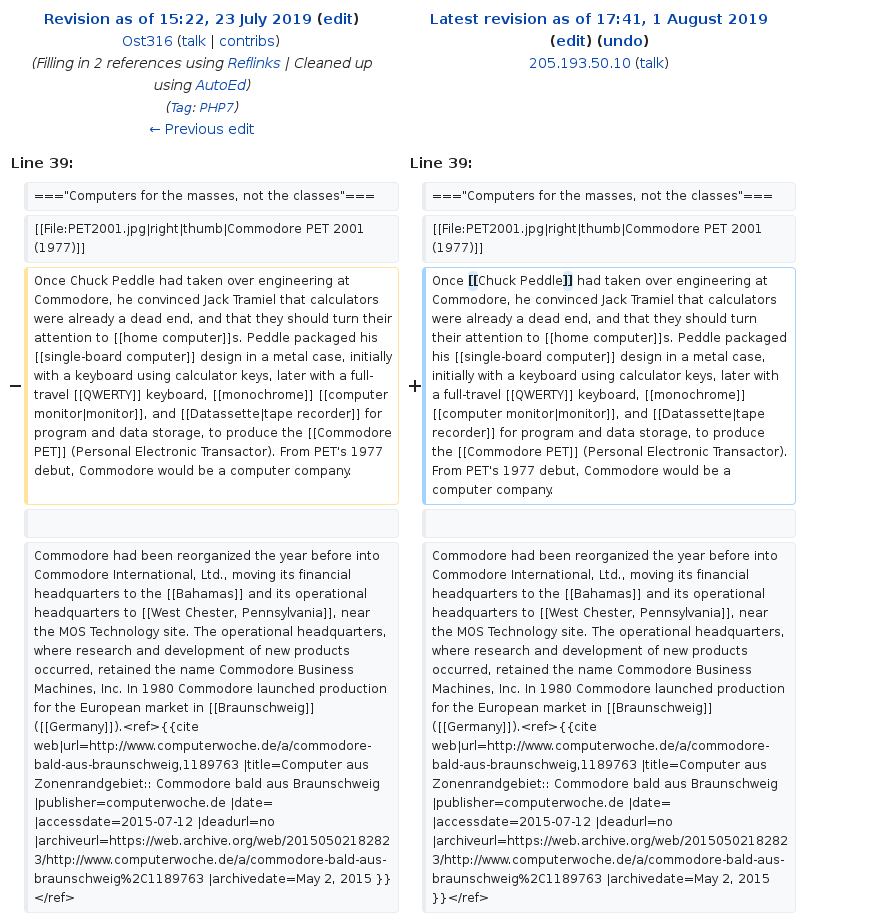 Revision as of 15:22, 23 July 2019 (edit)
Ost316 (talk | contribs)
(Filling in 2 references using Reflinks | Cleaned up
using AutoEd)
(Tag: PHP7)
← Previous edit
Latest revision as of 17:41, 1 August 2019
(edit) (undo)
205.193.50.10 (talk)
Line 39:
===​"Computers for the masses, not the classes"===
[[File:PET2001.jpg|right|thumb|Commodore PET 2001
(1977)]]
− Once Chuck Peddle had taken over engineering at
Commodore, he convinced Jack Tramiel that calculators
were already a dead end, and that they should turn their
attention to [[home computer]]s. Peddle packaged his
[[single-board computer]] design in a metal case, initially
with a keyboard using calculator keys, later with a full-
travel [[QWERTY]] keyboard, [[monochrome]] [[computer
monitor|monitor]], and [[Datassette|tape recorder]] for
program and data storage, to produce the [[Commodore
PET]] (Personal Electronic Transactor). From PET's 1977
debut, Commodore would be a computer company.
Commodore had been reorganized the year before into
Commodore International, Ltd., moving its financial
headquarters to the [[Bahamas]] and its operational
headquarters to [[West Chester, Pennsylvania]], near
the MOS Technology site. The operational headquarters,
where research and development of new products
occurred, retained the name Commodore Business
Machines, Inc. In 1980 Commodore launched production
for the European market in [[Braunschweig]]
([[Germany]]).<ref>{{cite
web|url=http://www.computerwoche.de/a/commodore-
bald-aus-braunschweig,1189763 |title=Computer aus
Zonenrandgebiet:: Commodore bald aus Braunschweig
|publisher=computerwoche.de |date=
|accessdate=2015-07-12 |deadurl=no
|archiveurl=https://web.archive.org/web/2015050218282
3/http://www.computerwoche.de/a/commodore-bald-aus-
braunschweig%2C1189763 |archivedate=May 2, 2015 }}
</ref>
Line 39:
===​"Computers for the masses, not the classes"===
[[File:PET2001.jpg|right|thumb|Commodore PET 2001
(1977)]]
+ Once [[Chuck Peddle]] had taken over engineering at
Commodore, he convinced Jack Tramiel that calculators
were already a dead end, and that they should turn
their attention to [[home computer]]s. Peddle packaged
his [[single-board computer]] design in a metal case,
initially with a keyboard using calculator keys, later with
a full-travel [[QWERTY]] keyboard, [[monochrome]]
[[computer monitor|monitor]], and [[Datassette|tape
recorder]] for program and data storage, to produce
the [[Commodore PET]] (Personal Electronic Transactor).
From PET's 1977 debut, Commodore would be a
computer company.
Commodore had been reorganized the year before into
Commodore International, Ltd., moving its financial
headquarters to the [[Bahamas]] and its operational
headquarters to [[West Chester, Pennsylvania]], near
the MOS Technology site. The operational headquarters,
where research and development of new products
occurred, retained the name Commodore Business
Machines, Inc. In 1980 Commodore launched production
for the European market in [[Braunschweig]]
([[Germany]]).<ref>{{cite
web|url=http://www.computerwoche.de/a/commodore-
bald-aus-braunschweig,1189763 |title=Computer aus
Zonenrandgebiet:: Commodore bald aus Braunschweig
|publisher=computerwoche.de |date=
|accessdate=2015-07-12 |deadurl=no
|archiveurl=https://web.archive.org/web/2015050218282
3/http://www.computerwoche.de/a/commodore-bald-aus-
braunschweig%2C1189763 |archivedate=May 2, 2015
}}</ref>